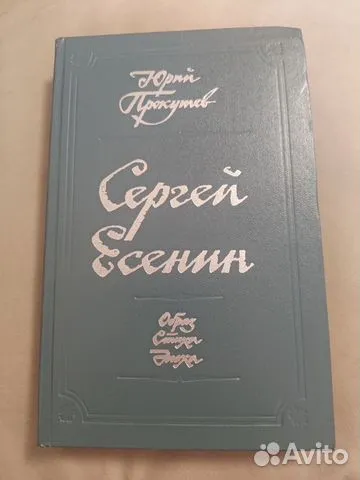 Юрий
Прокушев
Сергей
Есенин
Образ
Стихи
Эпоха
Avito